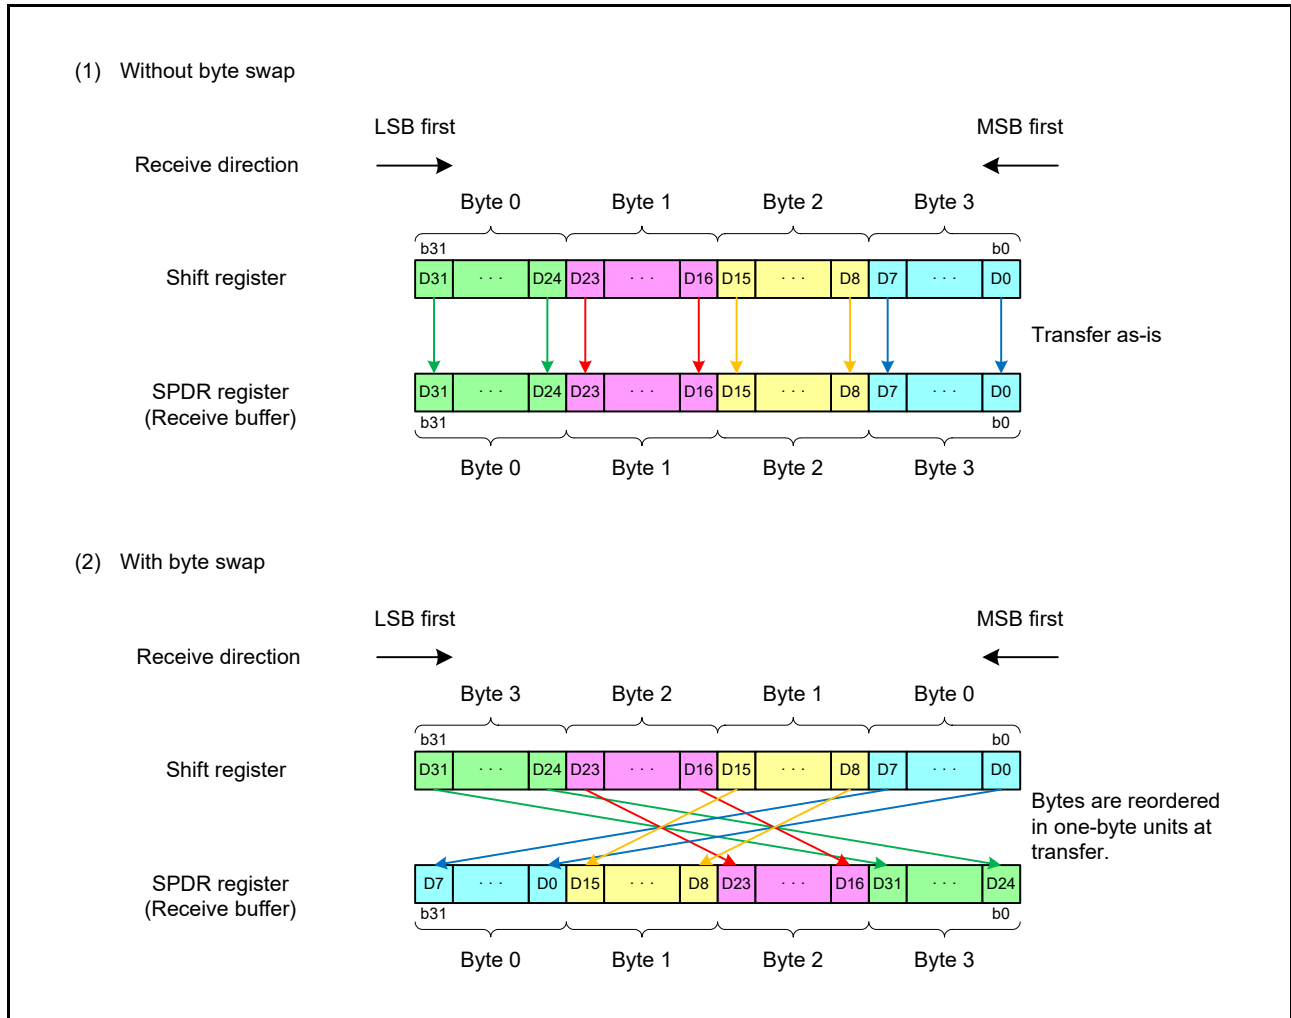 (1) Without byte swap
LSB first MSB first
Receive direction
Byte 0 Byte 1 Byte 2 Byte 3
b31 b0
Shift register
D31 · · · D24 D23 · · · D16 D15 · · · D8 D7 · · · D0
Transfer as-is
SPDR register
(Receive buffer)
D31 · · · D24 D23 · · · D16 D15 · · · D8 D7 · · · D0
b31 b0
Byte 0 Byte 1 Byte 2 Byte 3
(2) With byte swap
LSB first MSB first
Receive direction
Byte 3 Byte 2 Byte 1 Byte 0
b31 b0
Shift register
D31 · · · D24 D23 · · · D16 D15 · · · D8 D7 · · · D0
Bytes are reordered
in one-byte units at
transfer.
SPDR register
(Receive buffer)
D7 · · · D0 D15 · · · D8 D23 · · · D16 D31 · · · D24
b31 b0
Byte 0 Byte 1 Byte 2 Byte 3